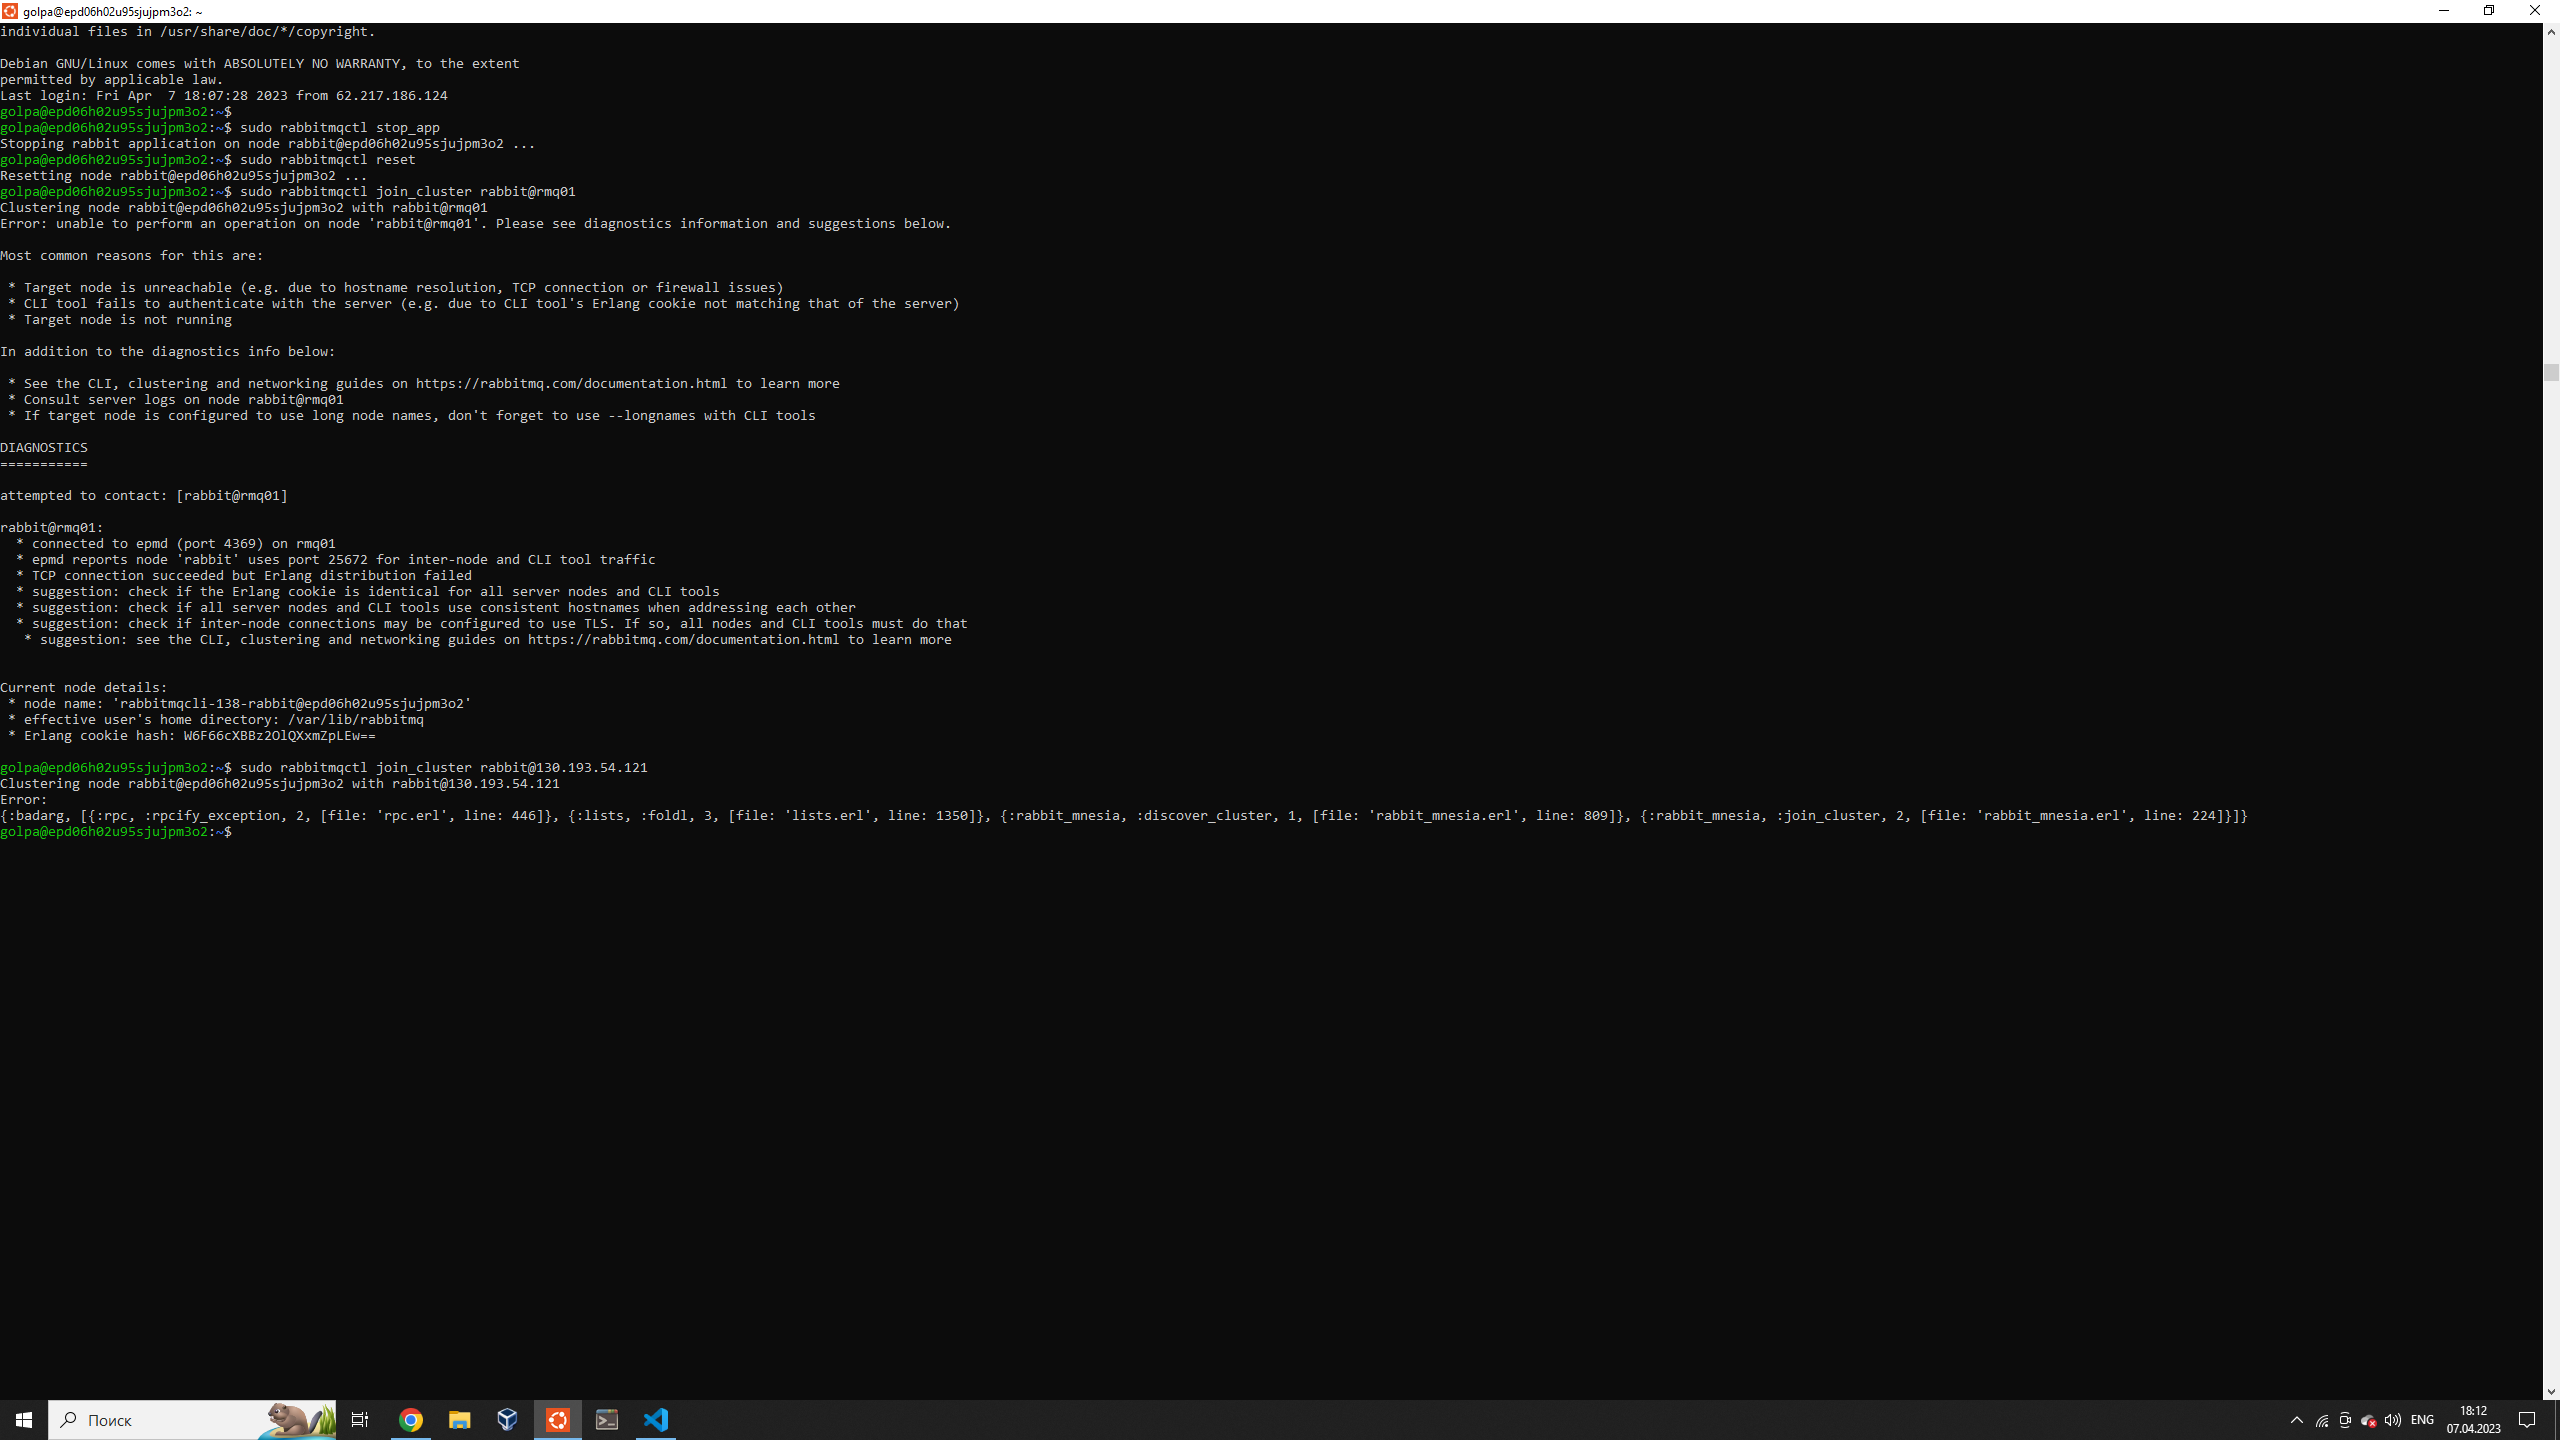 golpa@epd06h02u95sjujpm3o2: ~
individual files in /usr/share/doc/*/copyright.
Debian GNU/Linux comes with ABSOLUTELY NO WARRANTY, to the extent
permitted by applicable law.
Last login: Fri Apr  7 18:07:28 2023 from 62.217.186.124
golpa@epd06h02u95sjujpm3o2:~$
golpa@epd06h02u95sjujpm3o2:~$ sudo rabbitmqctl stop_app
Stopping rabbit application on node rabbit@epd06h02u95sjujpm3o2 ...
golpa@epd06h02u95sjujpm3o2:~$ sudo rabbitmqctl reset
Resetting node rabbit@epd06h02u95sjujpm3o2 ...
golpa@epd06h02u95sjujpm3o2:~$ sudo rabbitmqctl join_cluster rabbit@rmq01
Clustering node rabbit@epd06h02u95sjujpm3o2 with rabbit@rmq01
Error: unable to perform an operation on node 'rabbit@rmq01'. Please see diagnostics information and suggestions below.
Most common reasons for this are:
 * Target node is unreachable (e.g. due to hostname resolution, TCP connection or firewall issues)
 * CLI tool fails to authenticate with the server (e.g. due to CLI tool's Erlang cookie not matching that of the server)
 * Target node is not running
In addition to the diagnostics info below:
 * See the CLI, clustering and networking guides on https://rabbitmq.com/documentation.html to learn more
 * Consult server logs on node rabbit@rmq01
 * If target node is configured to use long node names, don't forget to use --longnames with CLI tools
DIAGNOSTICS
===========
attempted to contact: [rabbit@rmq01]
rabbit@rmq01:
  * connected to epmd (port 4369) on rmq01
  * epmd reports node 'rabbit' uses port 25672 for inter-node and CLI tool traffic
  * TCP connection succeeded but Erlang distribution failed
  * suggestion: check if the Erlang cookie is identical for all server nodes and CLI tools
  * suggestion: check if all server nodes and CLI tools use consistent hostnames when addressing each other
  * suggestion: check if inter-node connections may be configured to use TLS. If so, all nodes and CLI tools must do that
   * suggestion: see the CLI, clustering and networking guides on https://rabbitmq.com/documentation.html to learn more
Current node details:
 * node name: 'rabbitmqcli-138-rabbit@epd06h02u95sjujpm3o2'
 * effective user's home directory: /var/lib/rabbitmq
 * Erlang cookie hash: W6F66cXBBz2OlQXxmZpLEw==
golpa@epd06h02u95sjujpm3o2:~$ sudo rabbitmqctl join_cluster rabbit@130.193.54.121
Clustering node rabbit@epd06h02u95sjujpm3o2 with rabbit@130.193.54.121
Error:
{:badarg, [{:rpc, :rpcify_exception, 2, [file: 'rpc.erl', line: 446]}, {:lists, :foldl, 3, [file: 'lists.erl', line: 1350]}, {:rabbit_mnesia, :discover_cluster, 1, [file: 'rabbit_mnesia.erl', line: 809]}, {:rabbit_mnesia, :join_cluster, 2, [file: 'rabbit_mnesia.erl', line: 224]}]}
golpa@epd06h02u95sjujpm3o2:~$
Поиск
ENG
18:12
07.04.2023